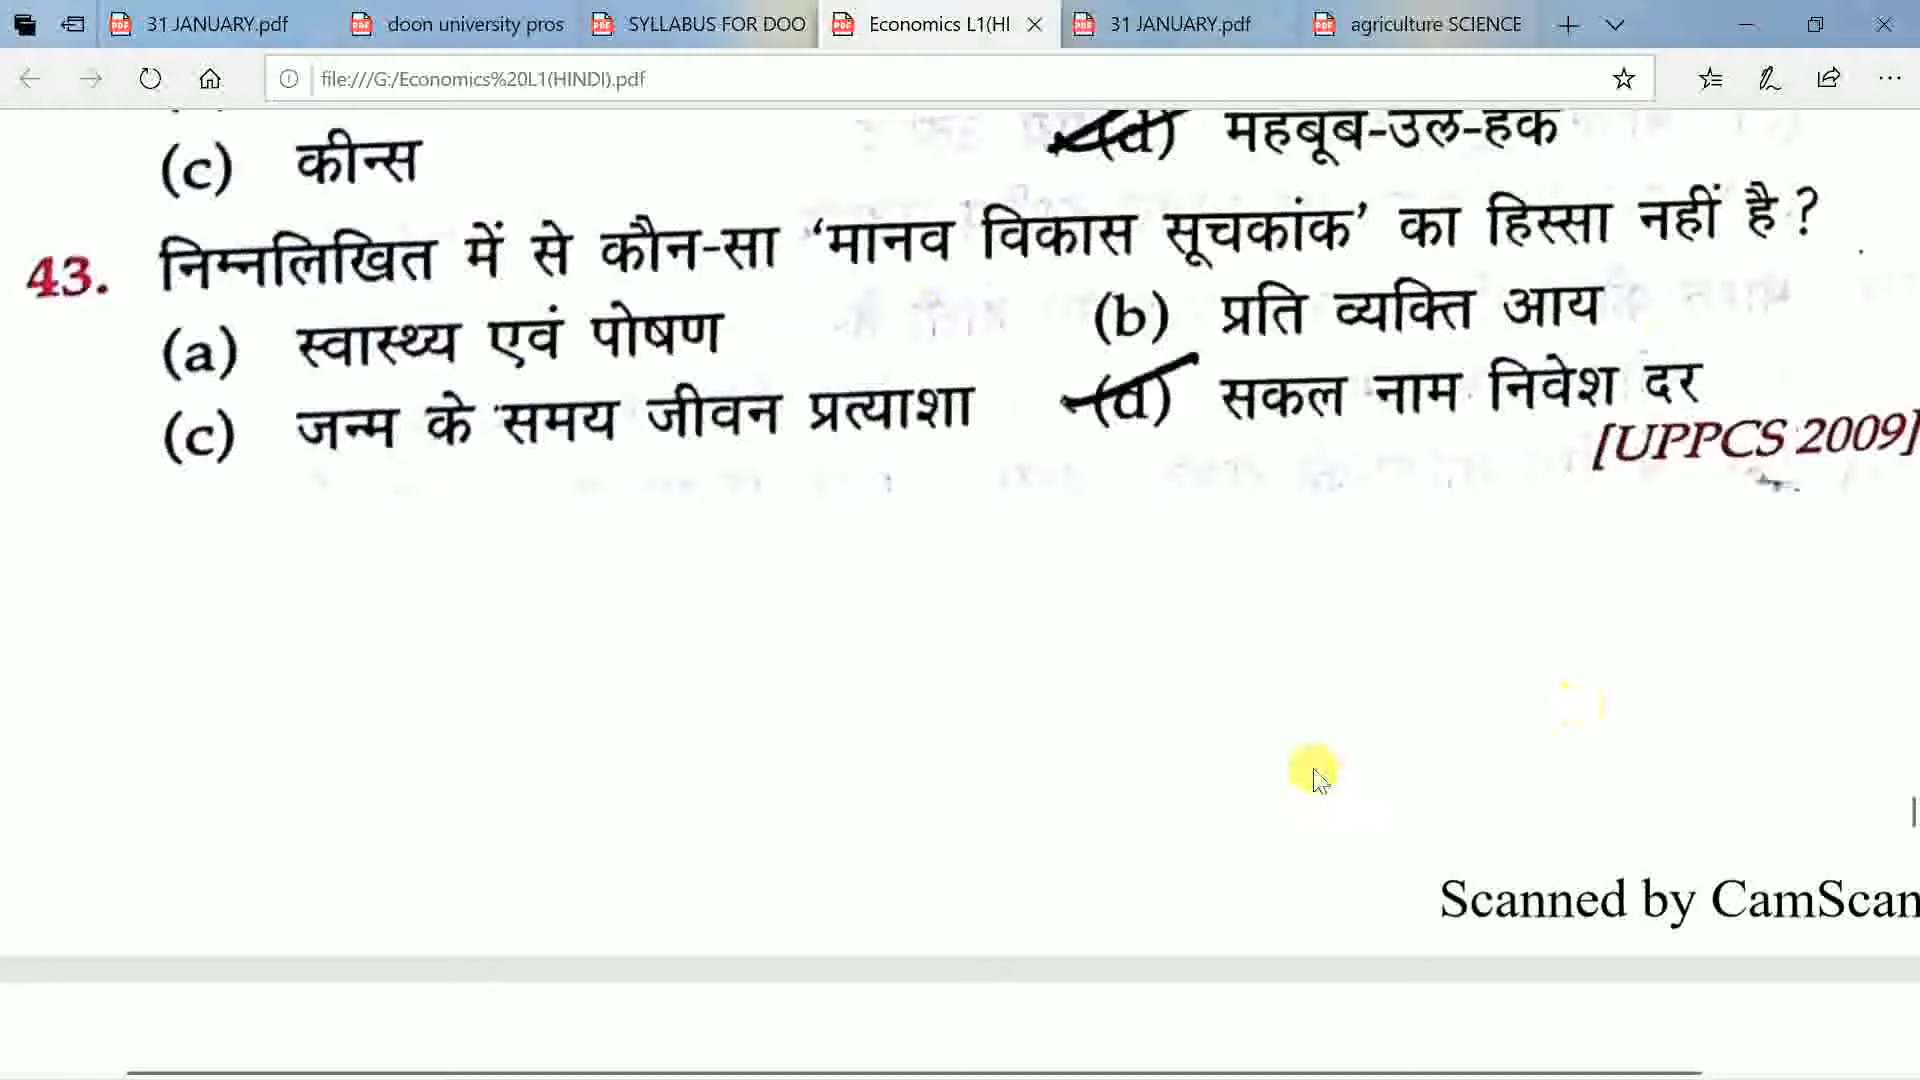 31 JANUARY.pdf
doon university pros
SYLLABUS FOR DOO
Economics L1(HI
31 JANUARY.pdf
agriculture SCIENCE
file:///G:/Economics%20L1(HINDI).pdf
(c) कीन्स (d) महबूब-उल-हक
43. निम्नलिखित में से कौन-सा 'मानव विकास सूचकांक' का हिस्सा नहीं है ?
(a) स्वास्थ्य एवं पोषण (b) प्रति व्यक्ति आय
(c) जन्म के समय जीवन प्रत्याशा (d) सकल नाम निवेश दर
[UPPCS 2009]
Scanned by CamScan